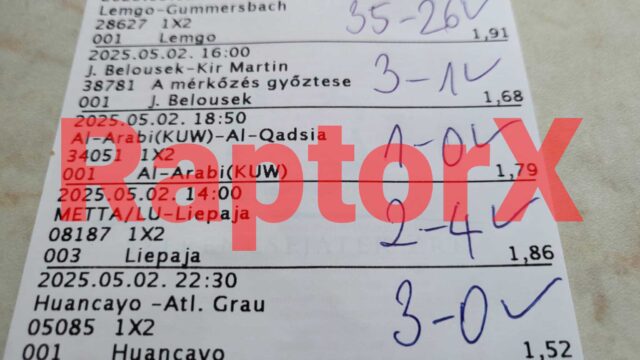 Lemgo-Gummersbach
28627 1X2
35-26✓
001 Lemgo 1,91
2025.05.02. 16:00
J. Belousek-Kir Martin
3-1✓
38781 A mérkőzés győztese
001 J. Belousek 1,68
2025.05.02. 18:50
Al-Arabi(KUW)-Al-Qadsia
1-0✓
34051 1X2
001 Al-Arabi(KUW) 1,79
RaptorX
2025.05.02. 14:00
METTA/LU-Liepaja
2-4✓
08187 1X2
003 Liepaja 1,86
2025.05.02. 22:30
Huancayo -Atl. Grau
3-0✓
05085 1X2
001 Huancayo 1,52